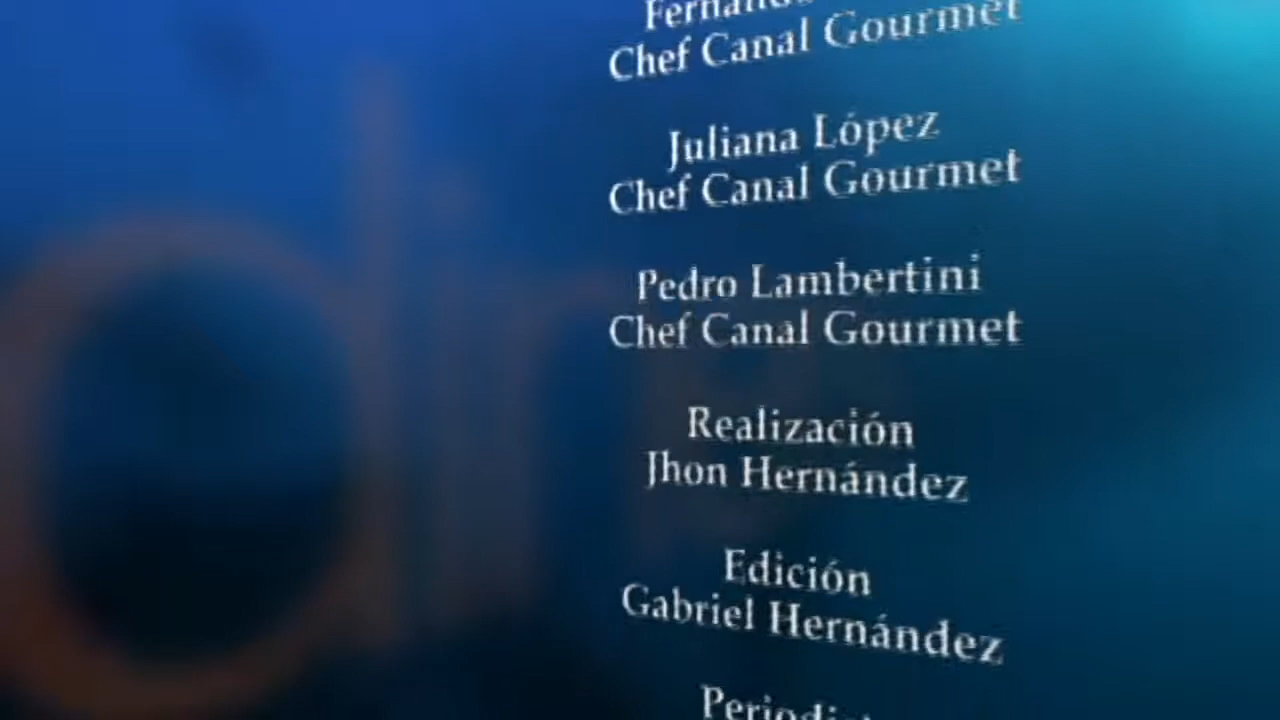 Chef Canal Gourmet
Juliana López
Chef Canal Gourmet
Pedro Lambertini
Chef Canal Gourmet
Realización
Jhon Hernández
Edición
Gabriel Hernández